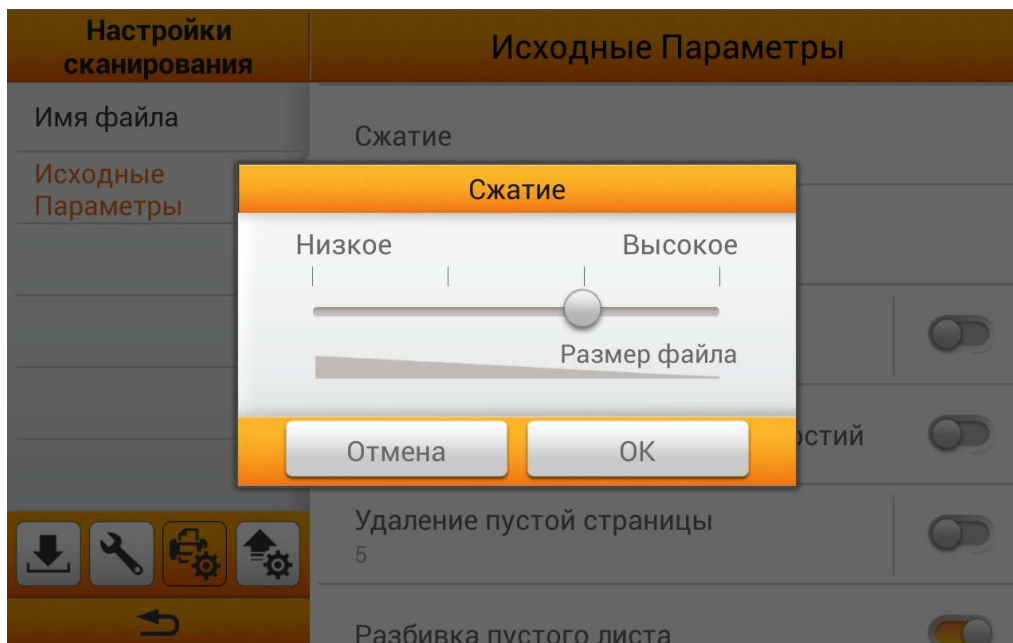 Настройки
сканирования
Исходные Параметры
Имя файла
Исходные
Параметры
Сжатие
Сжатие
Низкое
Высокое
Размер файла
Отмена
OK
Удаление пустой страницы
5
Разбивка пустого листа